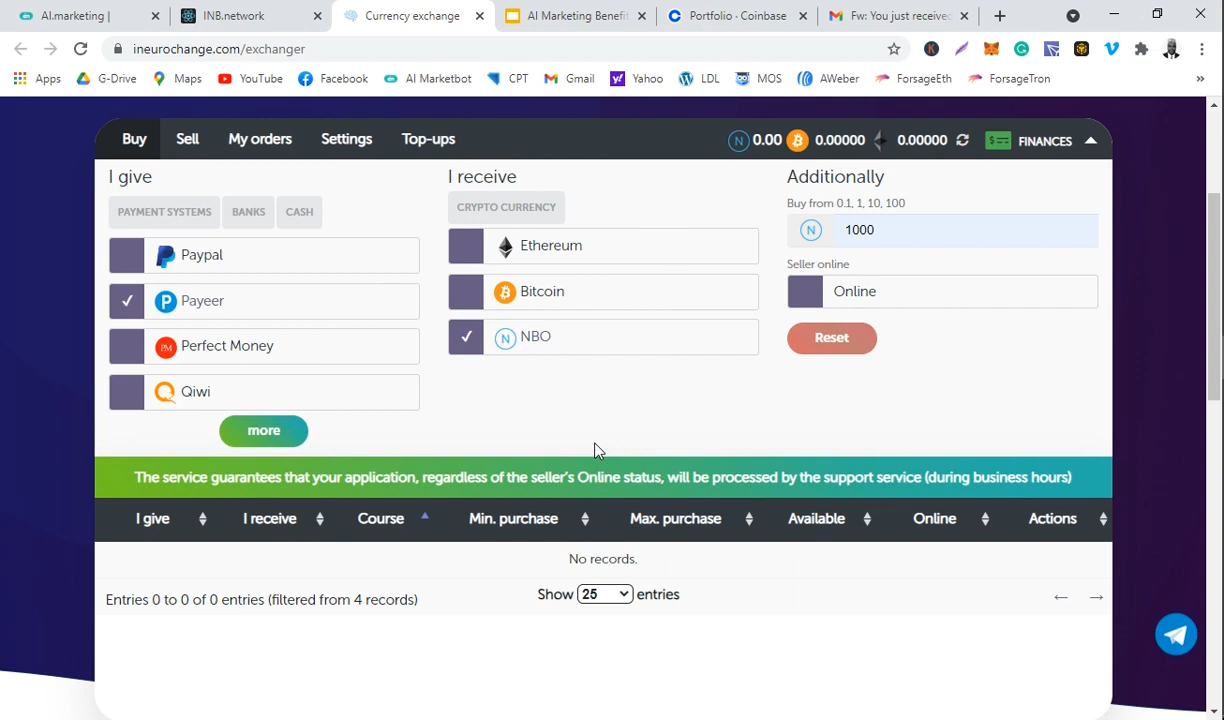 AI.marketing |
INB.network
Currency exchange
AI Marketing Benefit
Portfolio · Coinbase
Fw: You just received
ineurochange.com/exchanger
Apps
G-Drive
Maps
YouTube
Facebook
AI Marketbot
CPT
Gmail
Yahoo
LDL
MOS
AWeber
ForsageEth
ForsageTron
»
Buy Sell My orders Settings Top-ups
N 0.00 0.00000 0.00000 FINANCES
I give
PAYMENT SYSTEMS BANKS CASH
Paypal
Payeer
Perfect Money
Qiwi
more
I receive
CRYPTO CURRENCY
Ethereum
Bitcoin
NBO
Additionally
Buy from 0.1, 1, 10, 100
N 1000
Seller online
Online
Reset
The service guarantees that your application, regardless of the seller's Online status, will be processed by the support service (during business hours)
I give I receive Course Min. purchase Max. purchase Available Online Actions
No records.
Entries 0 to 0 of 0 entries (filtered from 4 records)
Show 25 entries
← →